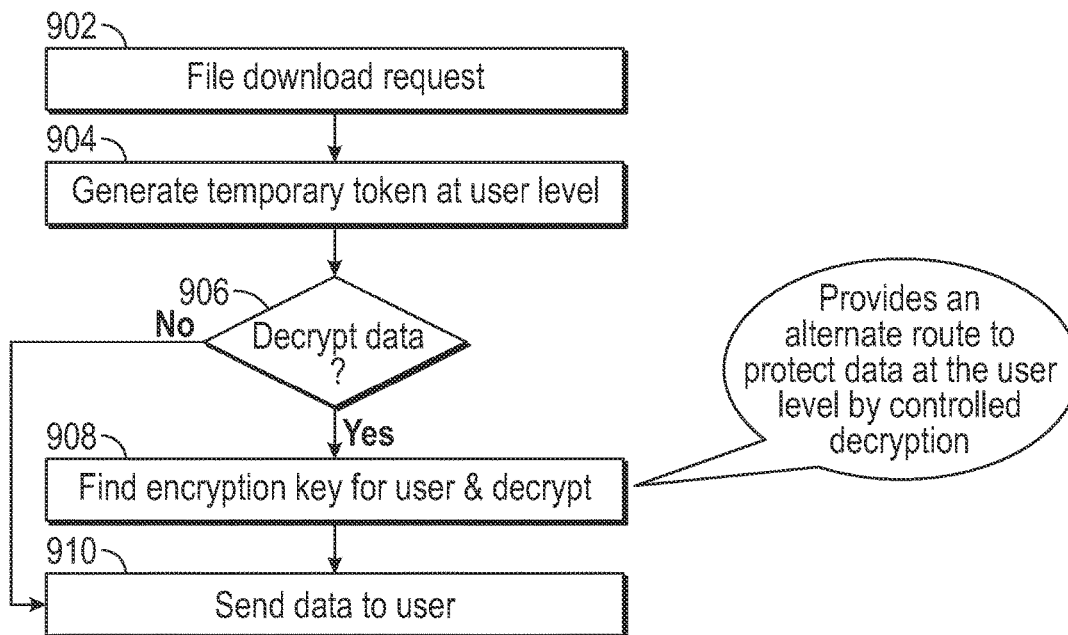 902
File download request
904
Generate temporary token at user level
906
No
Decrypt data
?
Yes
Provides an
alternate route to
protect data at the user
level by controlled
decryption
908
Find encryption key for user & decrypt
910
Send data to user